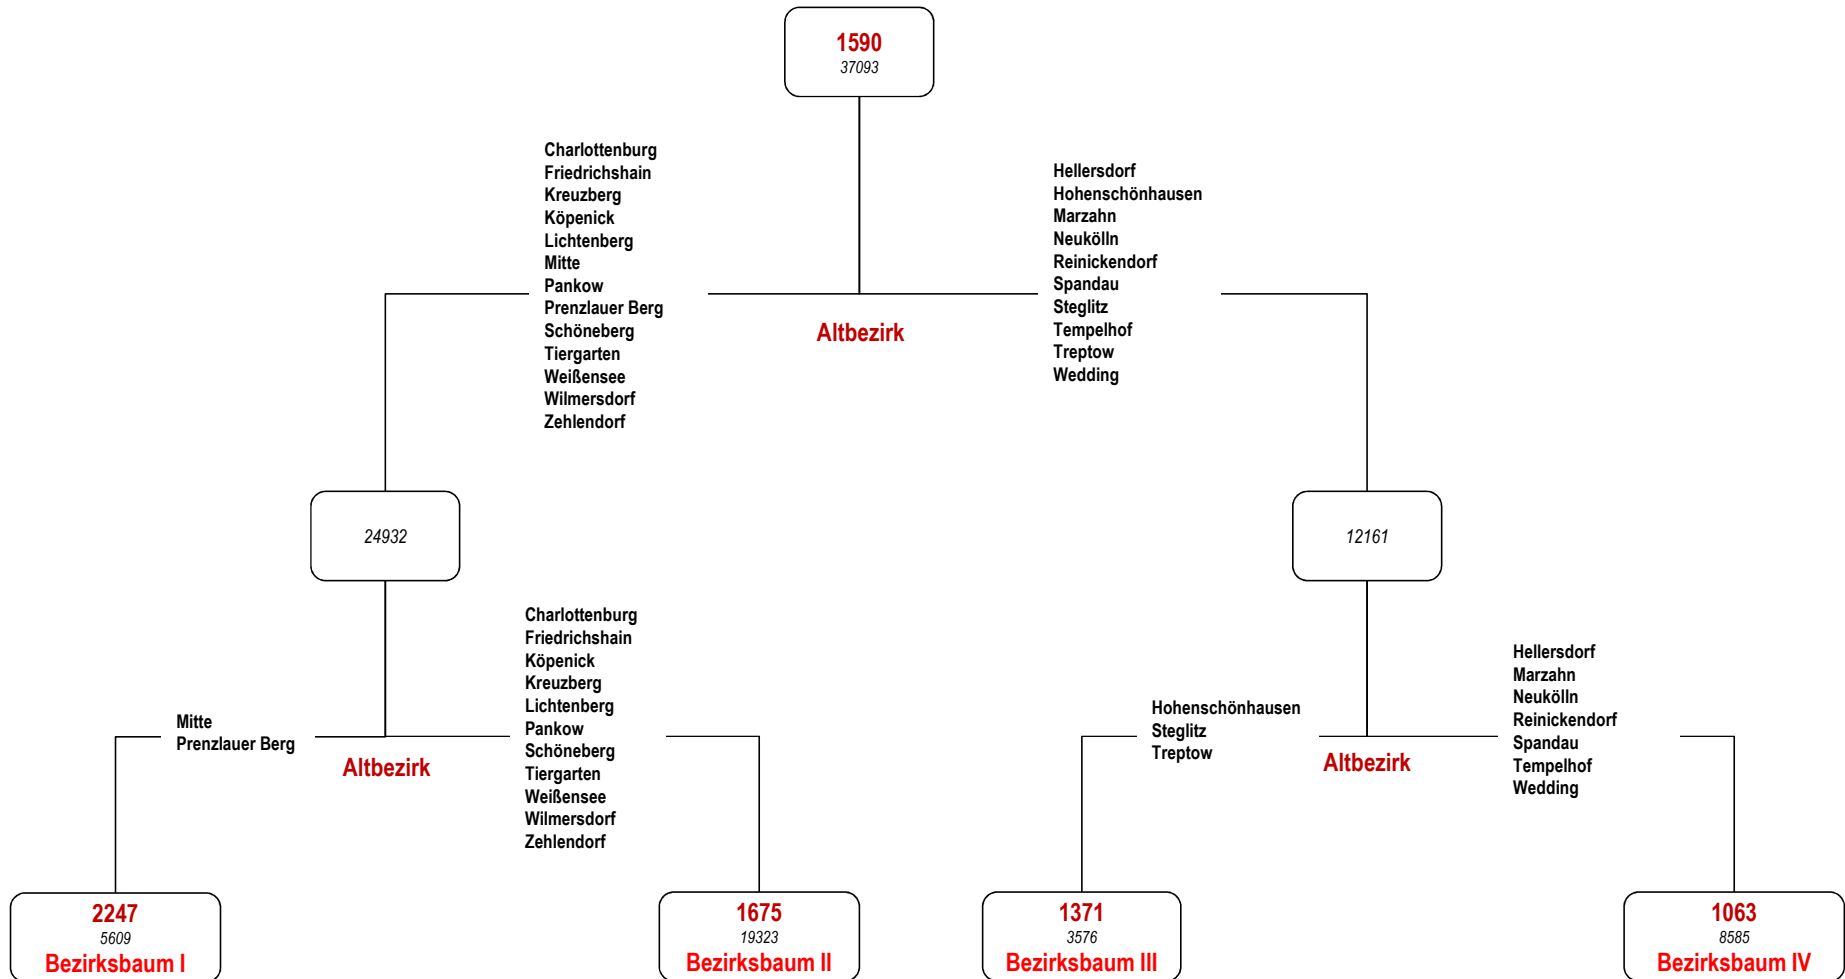 1590
37093
Charlottenburg
Friedrichshain
Kreuzberg
Köpenick
Lichtenberg
Mitte
Pankow
Prenzlauer Berg
Schöneberg
Tiergarten
Weißensee
Wilmersdorf
Zehlendorf
Altbezirk
Hellersdorf
Hohenschönhausen
Marzahn
Neukölln
Reinickendorf
Spandau
Steglitz
Tempelhof
Treptow
Wedding
24932
12161
Mitte
Prenzlauer Berg
Altbezirk
Charlottenburg
Friedrichshain
Köpenick
Kreuzberg
Lichtenberg
Pankow
Schöneberg
Tiergarten
Weißensee
Wilmersdorf
Zehlendorf
Hohenschönhausen
Steglitz
Treptow
Altbezirk
Hellersdorf
Marzahn
Neukölln
Reinickendorf
Spandau
Tempelhof
Wedding
2247
5609
Bezirksbaum I
1675
19323
Bezirksbaum II
1371
3576
Bezirksbaum III
1063
8585
Bezirksbaum IV